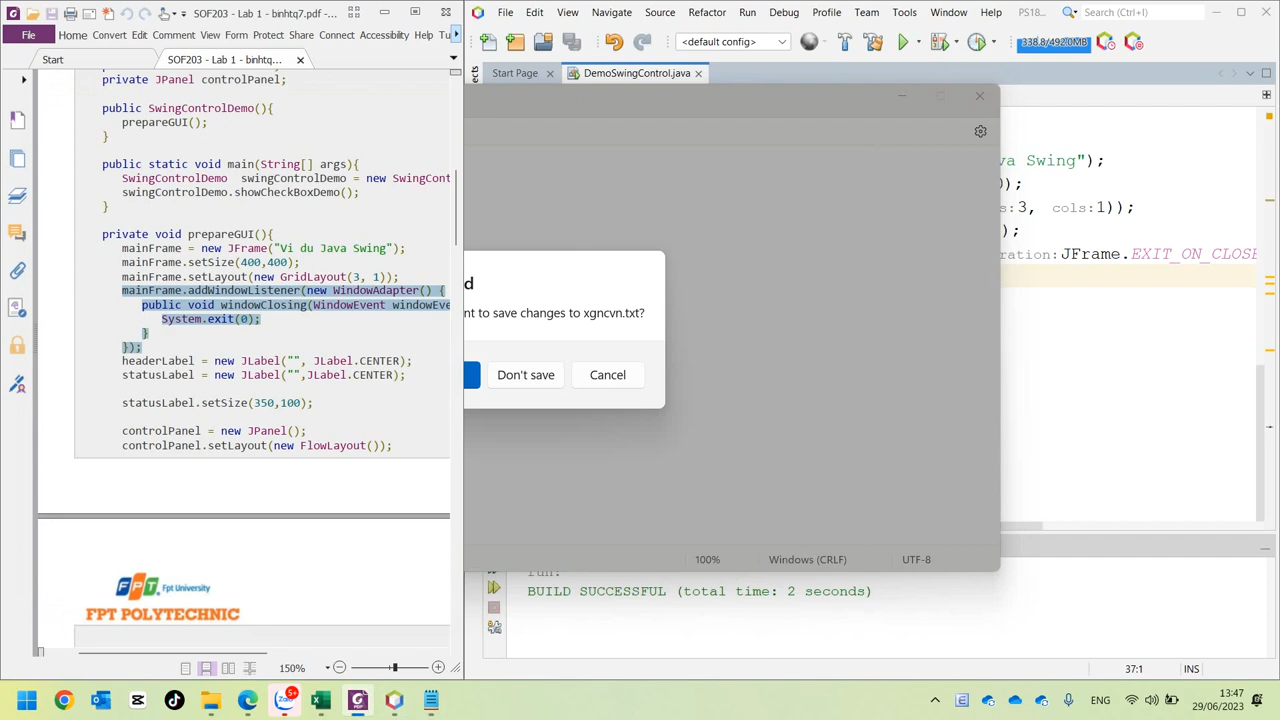 SOF203 - Lab 1 - binhtq7.pdf - ...
File Home Convert Edit Comment View Form Protect Share Connect Accessibility Help Tu
Start
SOF203 - Lab 1 - binhtq...
private JPanel controlPanel;
public SwingControlDemo(){
prepareGUI();
}
public static void main(String[] args){
SwingControlDemo swingControlDemo = new SwingCont
swingControlDemo.showCheckBoxDemo();
}
private void prepareGUI(){
mainFrame = new JFrame("Vi du Java Swing");
mainFrame.setSize(400,400);
mainFrame.setLayout(new GridLayout(3, 1));
mainFrame.addWindowListener(new WindowAdapter() {
public void windowClosing(WindowEvent windowEve
System.exit(0);
}
});
headerLabel = new JLabel("", JLabel.CENTER);
statusLabel = new JLabel("",JLabel.CENTER);
statusLabel.setSize(350,100);
controlPanel = new JPanel();
controlPanel.setLayout(new FlowLayout());
FPT. Fpt University
FPT POLYTECHNIC
150%
File Edit View Navigate Source Refactor Run Debug Profile Team Tools Window Help PS18... Search (Ctrl+I)
<default config>
338.8/492.0MB
Start Page
DemoSwingControl.java
cts
va Swing");
);
s:3, cols:1));
);
ration:JFrame.EXIT_ON_CLOSE
d
nt to save changes to xgncvn.txt?
Don't save
Cancel
100%
Windows (CRLF)
UTF-8
run:
BUILD SUCCESSFUL (total time: 2 seconds)
37:1
INS
Zalo
5+
ENG
13:47
29/06/2023